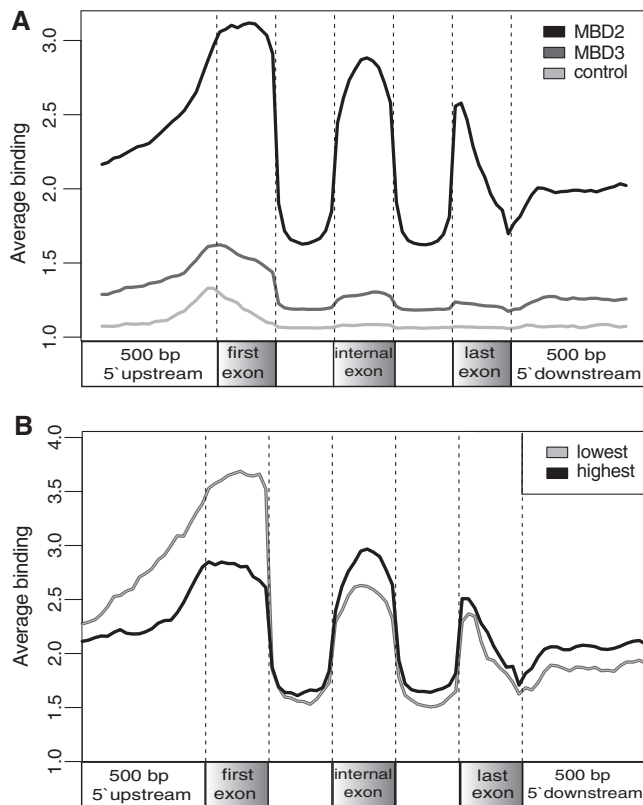 A
MBD2
MBD3
control
Average binding
3.0
2.5
2.0
1.5
1.0
500 bp
5`upstream
first
exon
internal
exon
last
exon
500 bp
5`downstream
B
lowest
highest
Average binding
4.0
3.5
3.0
2.5
2.0
1.5
1.0
500 bp
5`upstream
first
exon
internal
exon
last
exon
500 bp
5`downstream